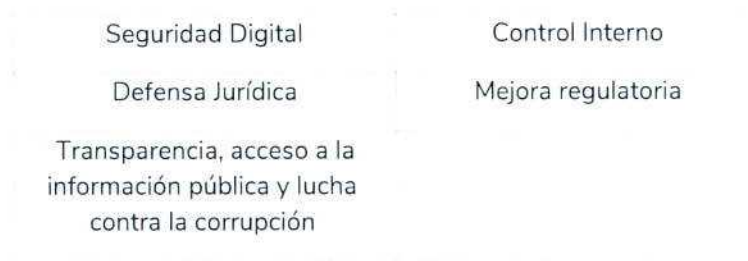 Seguridad Digital
Control Interno
Defensa Jurídica
Mejora regulatoria
Transparencia, acceso a la
información pública y lucha
contra la corrupción